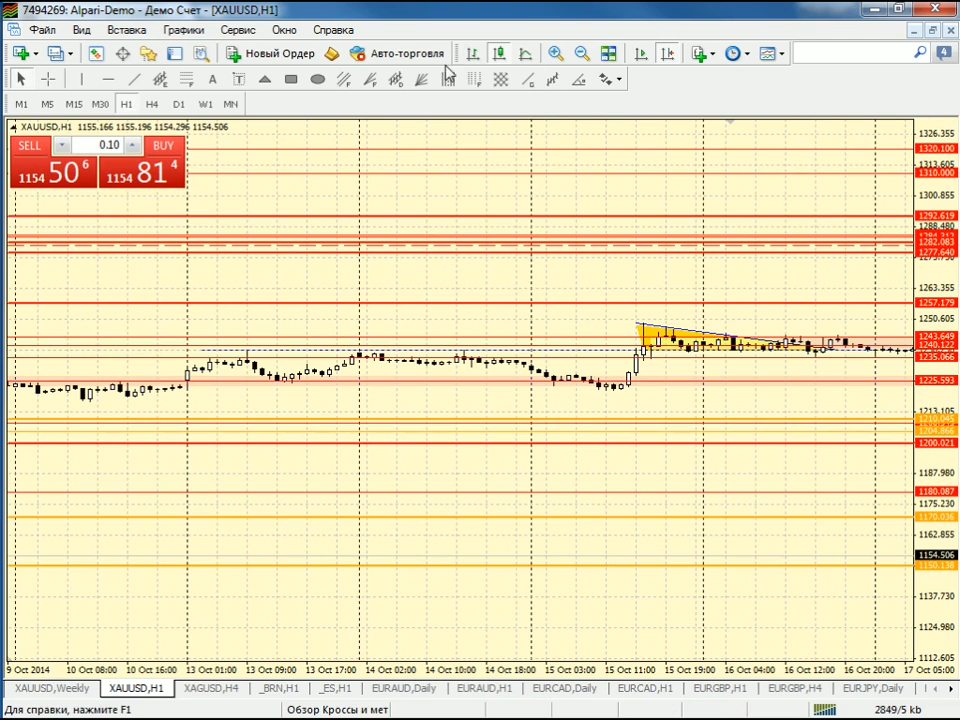 7494269: Alpari-Demo - Демо Счет - [XAUUSD,H1]
Файл Вид Вставка Графики Сервис Окно Справка
Новый Ордер Авто-торговля 4
A T
M1 M5 M15 M30 H1 H4 D1 W1 MN
XAUUSD,H1 1155.166 1155.196 1154.296 1154.506
SELL 0.10 BUY
1154 50 6 1154 81 4
1326.355
1320.100
1313.605
1310.000
1300.855
1292.619
1288.480
1282.083
1277.640
1263.355
1257.179
1250.605
1243.649
1240.122
1235.066
1225.593
1213.105
1210.045
1204.866
1200.021
1187.980
1180.087
1175.230
1170.036
1162.855
1154.506
1150.138
1137.730
1124.980
1112.605
9 Oct 2014 10 Oct 08:00 10 Oct 16:00 13 Oct 01:00 13 Oct 09:00 13 Oct 17:00 14 Oct 02:00 14 Oct 10:00 14 Oct 18:00 15 Oct 03:00 15 Oct 11:00 15 Oct 19:00 16 Oct 04:00 16 Oct 12:00 16 Oct 20:00 17 Oct 05:00
XAUUSD,Weekly XAUUSD,H1 XAGUSD,H4 _BRN,H1 _ES,H1 EURAUD,Daily EURAUD,H1 EURCAD,Daily EURCAD,H1 EURGBP,H1 EURGBP,H4 EURJPY,Daily
Для справки, нажмите F1 Обзор Кроссы и мет 2849/5 kb